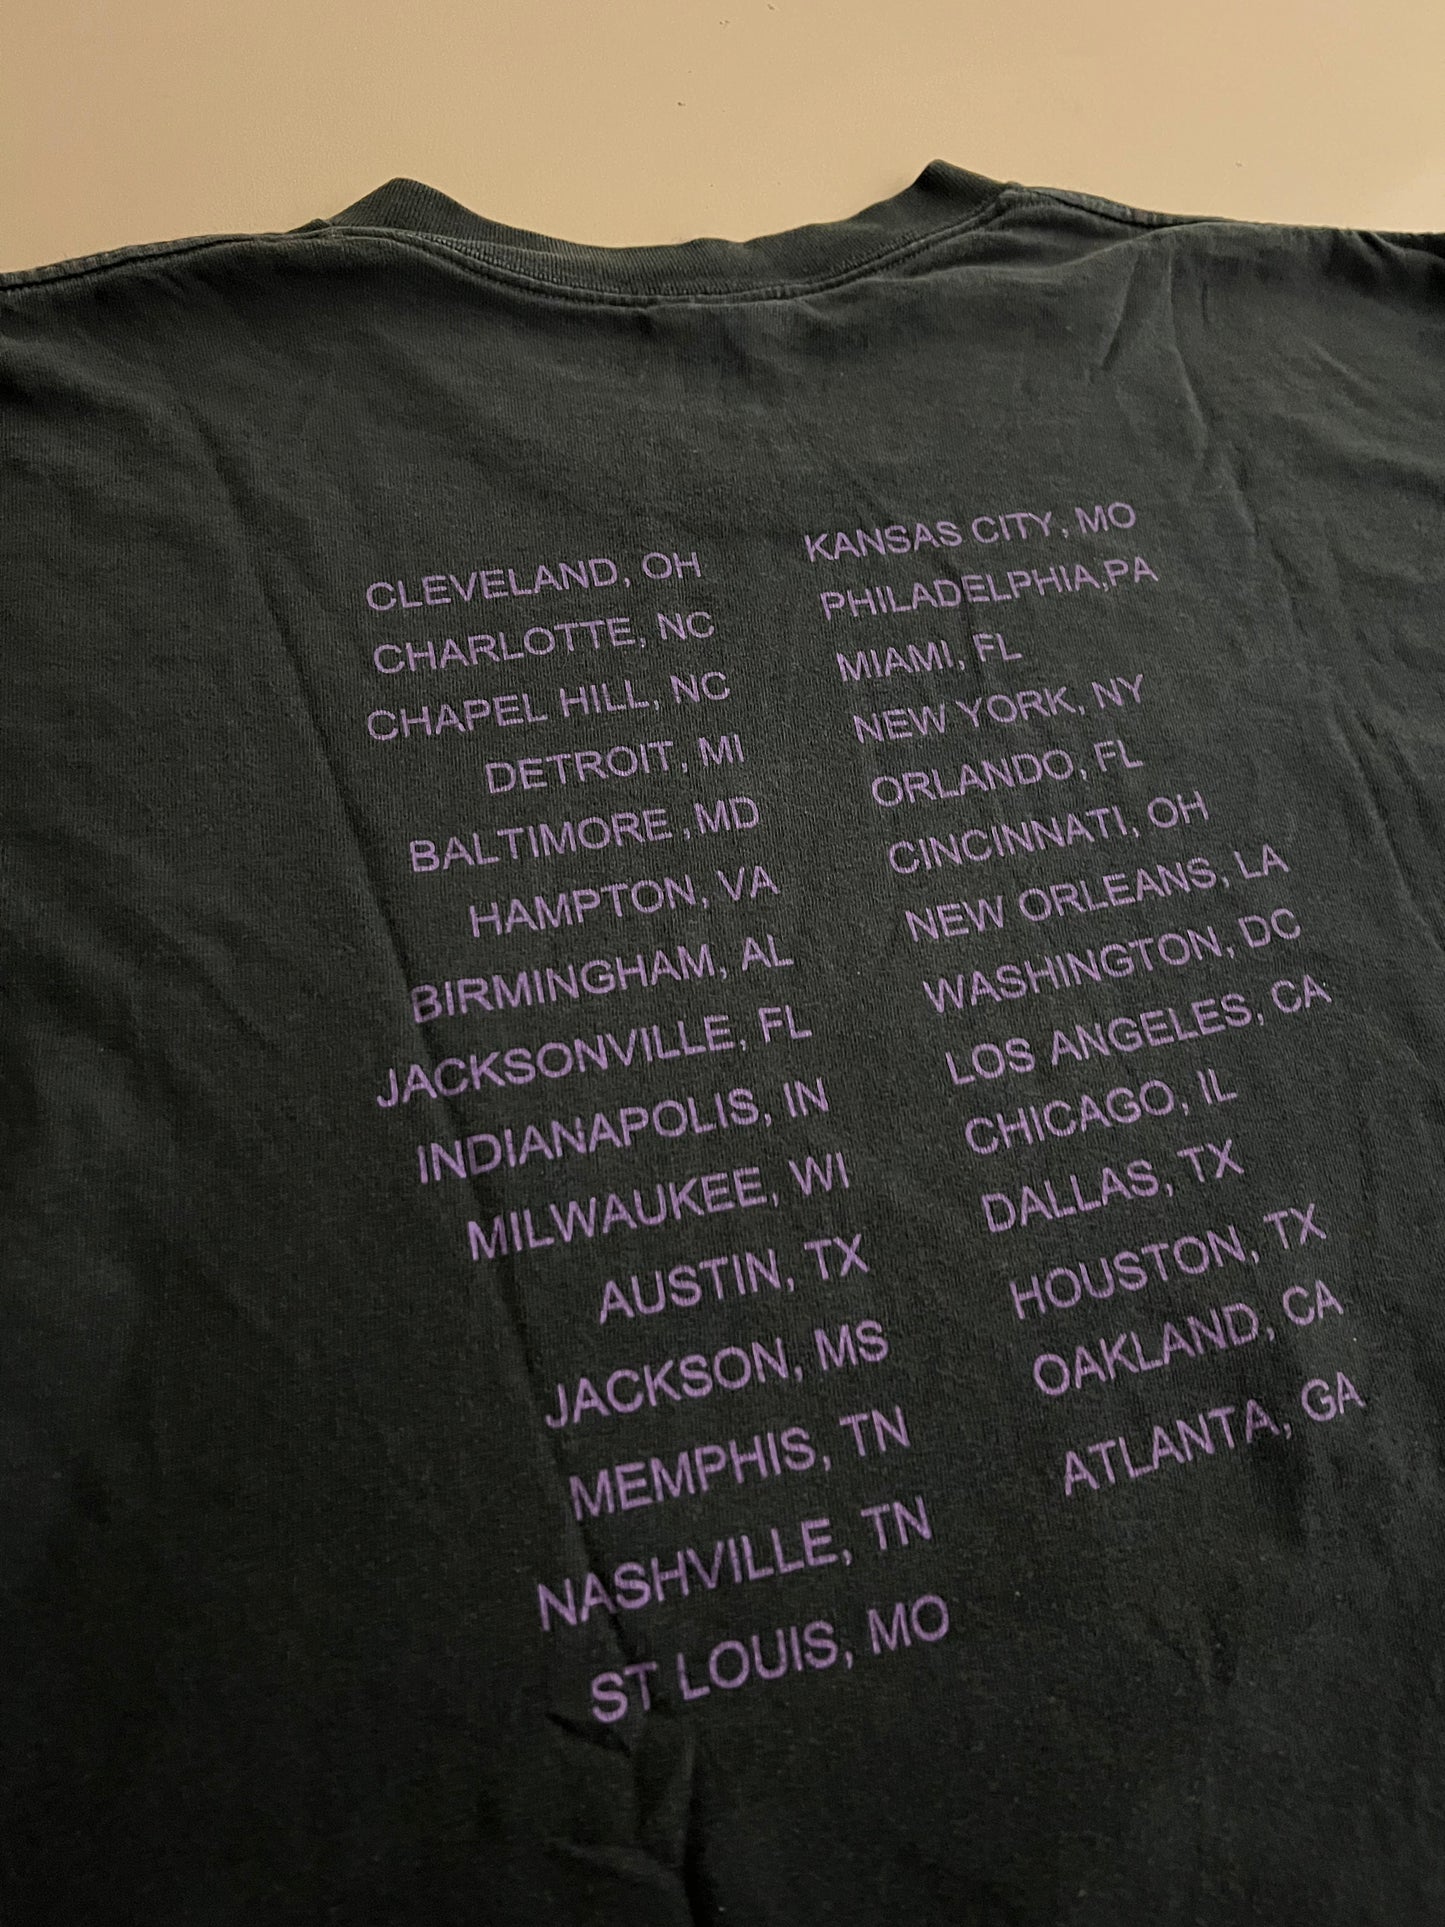 CLEVELAND, OH
CHARLOTTE, NC
CHAPEL HILL, NC
DETROIT, MI
BALTIMORE ,MD
HAMPTON, VA
BIRMINGHAM, AL
JACKSONVILLE, FL
INDIANAPOLIS, IN
MILWAUKEE, WI
AUSTIN, TX
JACKSON, MS
MEMPHIS, TN
NASHVILLE, TN
ST LOUIS, MO
KANSAS CITY, MO
PHILADELPHIA,PA
MIAMI, FL
NEW YORK, NY
ORLANDO, FL
CINCINNATI, OH
NEW ORLEANS, LA
WASHINGTON, DC
LOS ANGELES, CA
CHICAGO, IL
DALLAS, TX
HOUSTON, TX
OAKLAND, CA
ATLANTA, GA